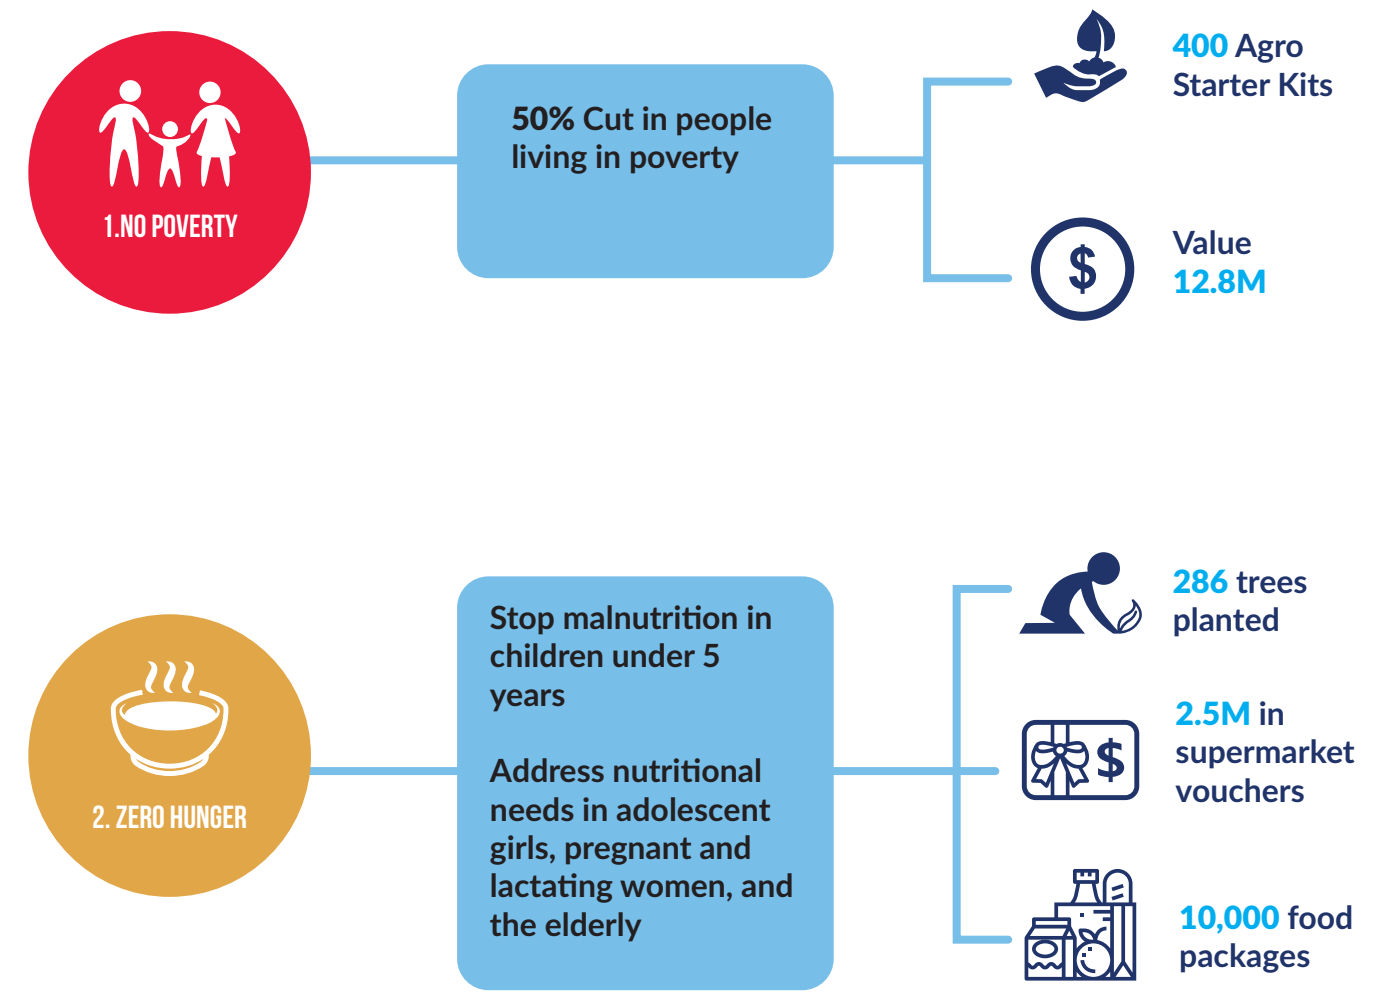 1.NO POVERTY
50% Cut in people
living in poverty
400 Agro
Starter Kits
$
Value
12.8M
2. ZERO HUNGER
Stop malnutrition in
children under 5
years
Address nutritional
needs in adolescent
girls, pregnant and
lactating women, and
the elderly
286 trees
planted
$
2.5M in
supermarket
vouchers
10,000 food
packages